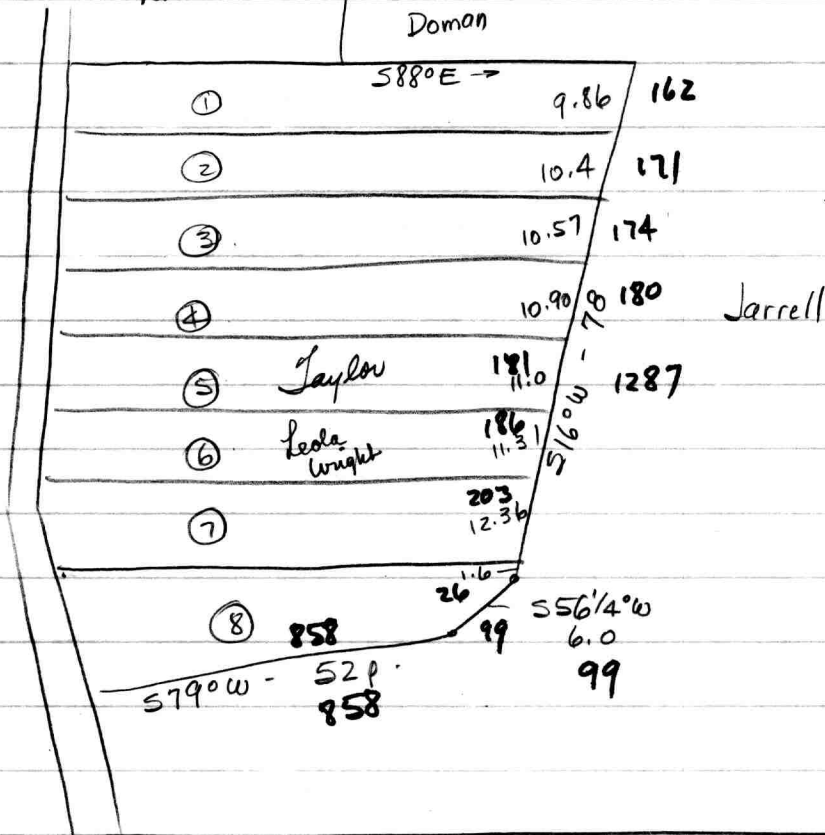 Doman
S88°E →
① 9.86 162
② 10.4 171
③ 10.57 174
④ 10.90 180
Jarrell
S16°W - 78
⑤ Taylor 181
11.0
1287
⑥ Leola
Wright
186
11.31
⑦ 203
12.36
1.6
26
⑧ 858
99
S56 1/4°W
6.0
99
S79°W - 52p.
858